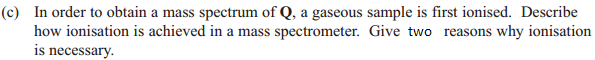 (c) In order to obtain a mass spectrum of Q, a gaseous sample is first ionised. Describe
how ionisation is achieved in a mass spectrometer. Give two reasons why ionisation
is necessary.